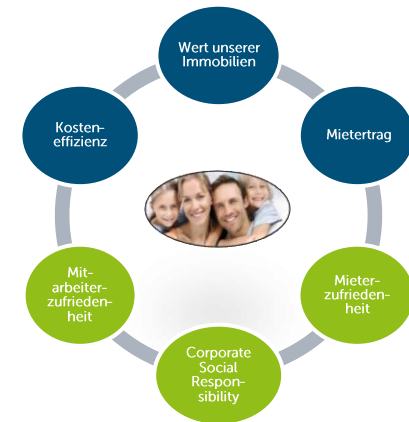 Wert unserer
Immobilien
Kosten-
effizienz
Mietertrag
Mit-
arbeiter-
zufrieden-
heit
Mieter-
zufrieden-
heit
Corporate
Social
Respon-
sibility